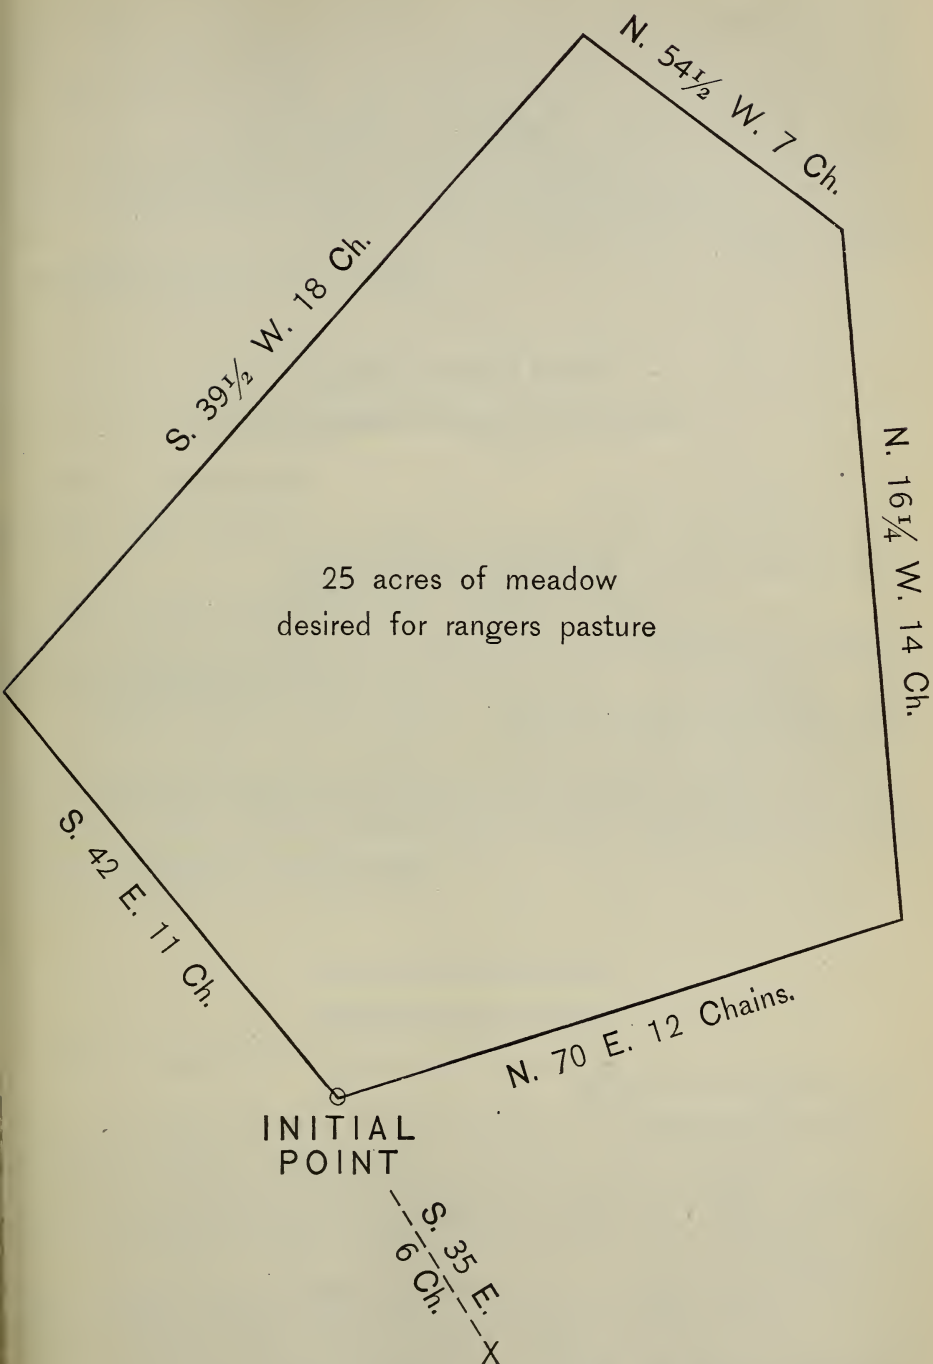 N. 54½ W. 7 Ch.
S. 39½ W. 18 Ch.
N. 16¼ W. 14 Ch.
25 acres of meadow
desired for rangers pasture
S. 42 E. 11 Ch.
N. 70 E. 12 Chains.
INITIAL
POINT
S. 35 E.
6 Ch.
X